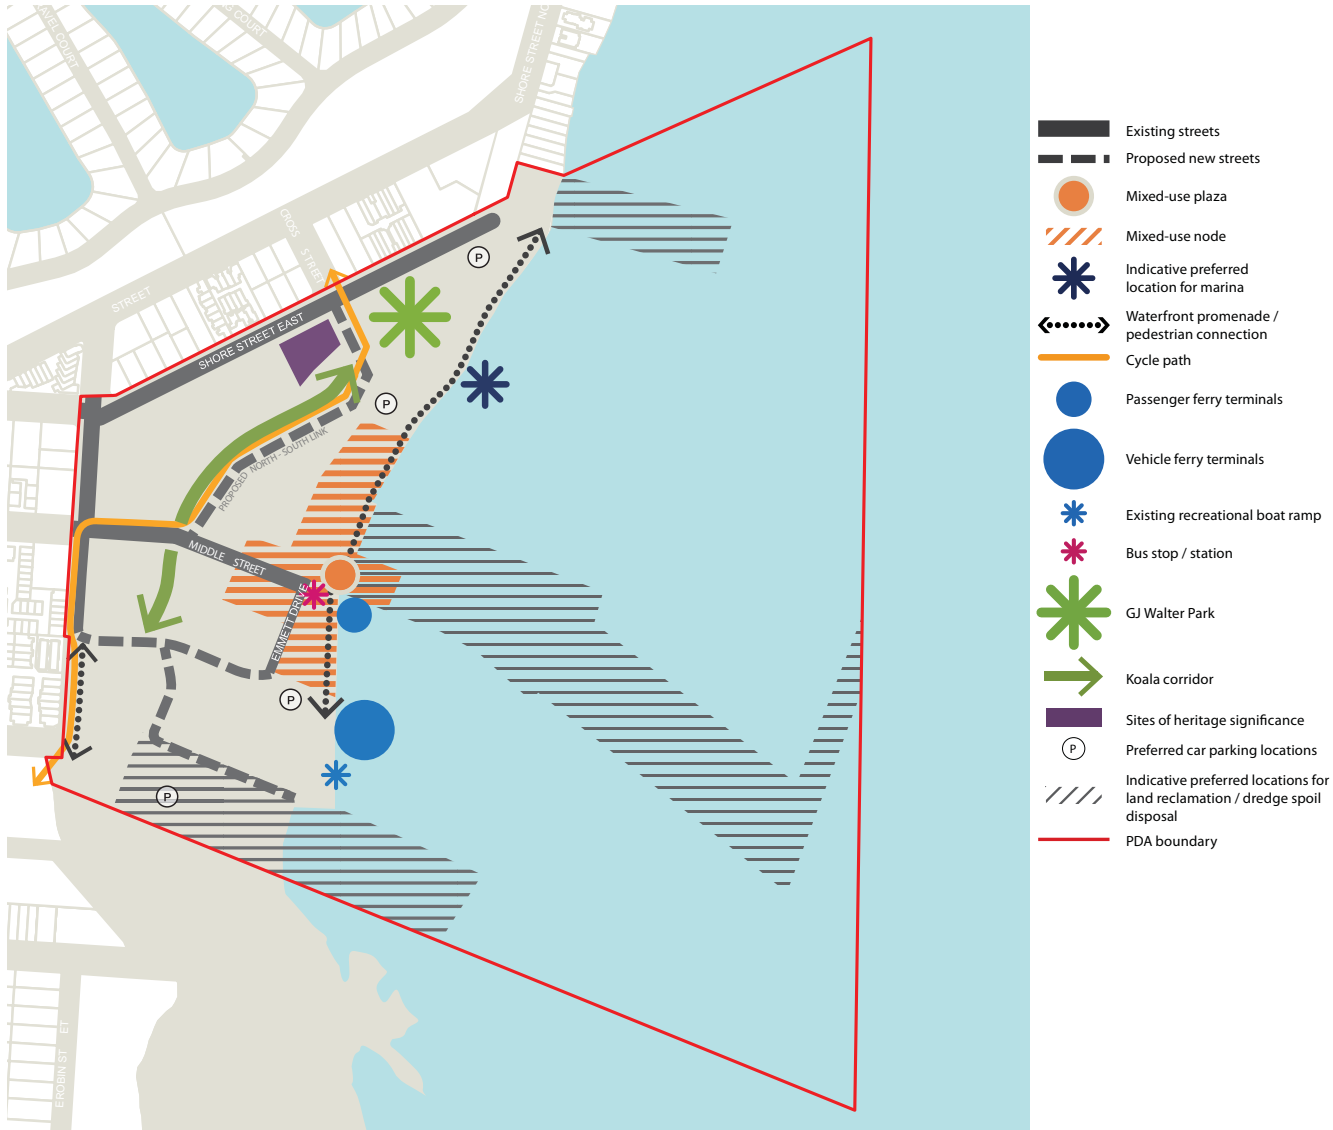 AVEL COURT
G COURT
SHORE STREET NO
CROSS STREET
STREET
SHORE STREET EAST
P
P
PROPOSED NORTH - SOUTH LINK
MIDDLE STREET
EMMETT DRIVE
P
P
EROBIN ST ET
Existing streets
Proposed new streets
Mixed-use plaza
Mixed-use node
Indicative preferred
location for marina
Waterfront promenade /
pedestrian connection
Cycle path
Passenger ferry terminals
Vehicle ferry terminals
Existing recreational boat ramp
Bus stop / station
GJ Walter Park
Koala corridor
Sites of heritage significance
P
Preferred car parking locations
Indicative preferred locations for
land reclamation / dredge spoil
disposal
PDA boundary